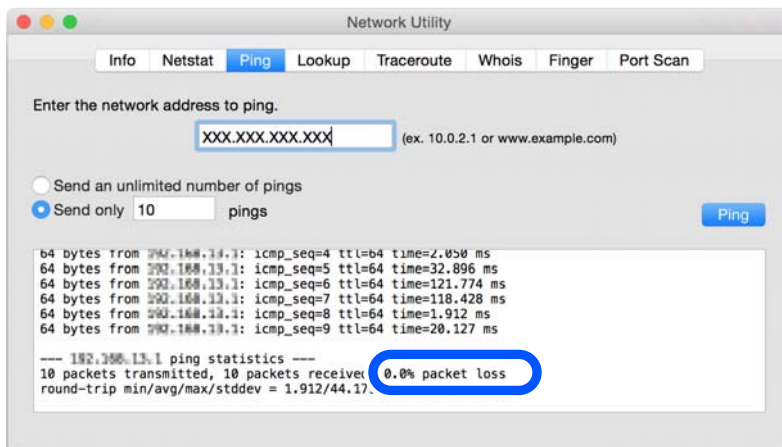 Network Utility
Info Netstat Ping Lookup Traceroute Whois Finger Port Scan
Enter the network address to ping.
XXX.XXX.XXX.XXX (ex. 10.0.2.1 or www.example.com)
Send an unlimited number of pings
Send only 10 pings
Ping
64 bytes from icmp_seq=4 ttl=64 time=2.050 ms
64 bytes from icmp_seq=5 ttl=64 time=32.896 ms
64 bytes from icmp_seq=6 ttl=64 time=121.774 ms
64 bytes from icmp_seq=7 ttl=64 time=118.428 ms
64 bytes from icmp_seq=8 ttl=64 time=1.912 ms
64 bytes from icmp_seq=9 ttl=64 time=20.127 ms
--- ping statistics ---
10 packets transmitted, 10 packets received 0.0% packet loss
round-trip min/avg/max/stddev = 1.912/44.17